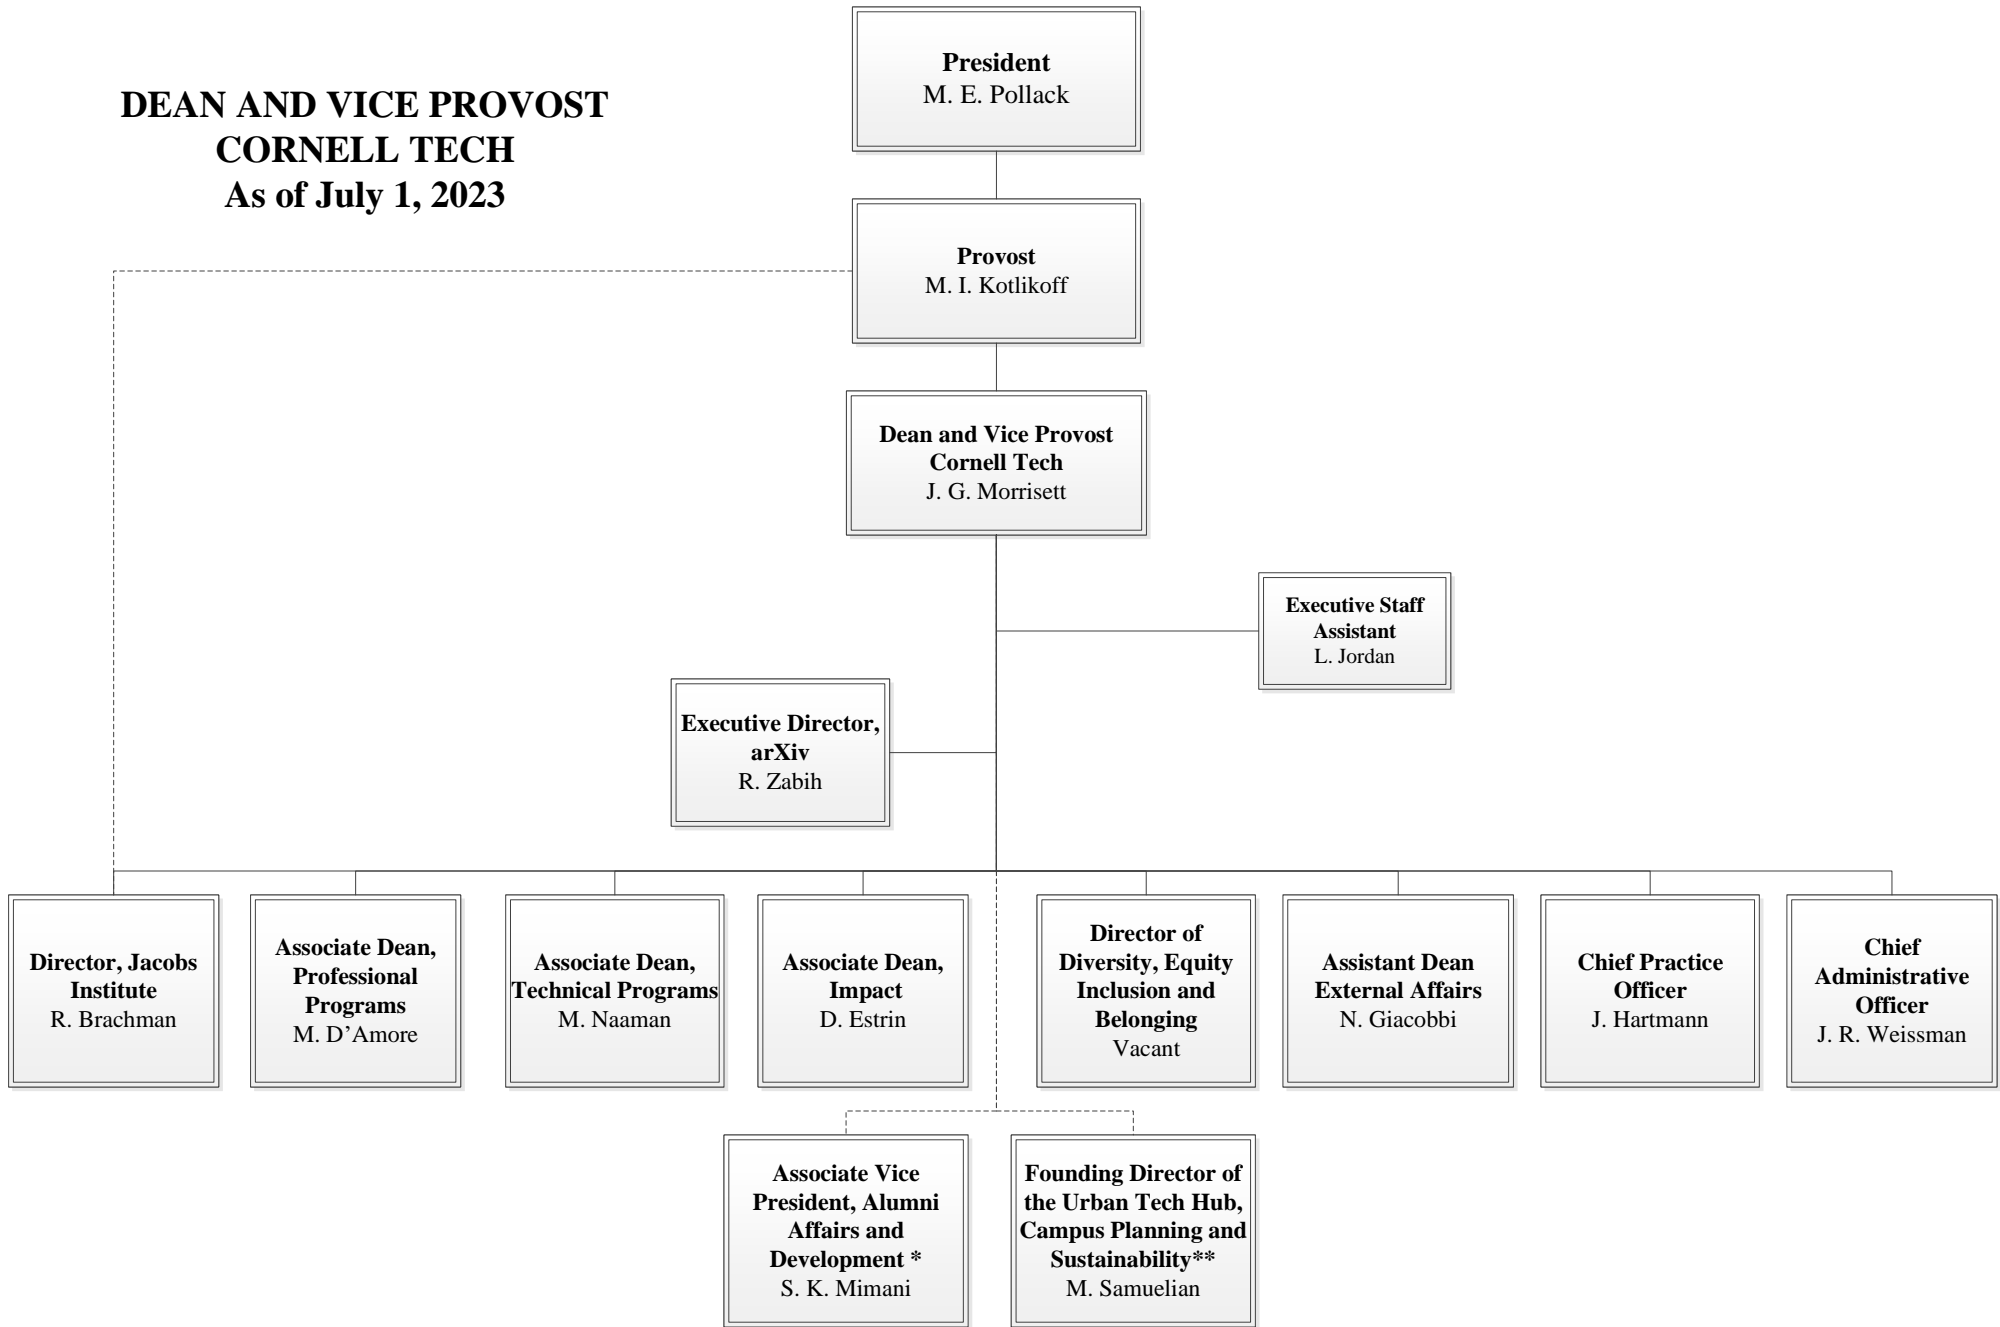 DEAN AND VICE PROVOST
CORNELL TECH
As of July 1, 2023
President
M. E. Pollack
Provost
M. I. Kotlikoff
Dean and Vice Provost
Cornell Tech
J. G. Morrisett
Executive Staff
Assistant
L. Jordan
Executive Director,
arXiv
R. Zabih
Director, Jacobs
Institute
R. Brachman
Associate Dean,
Professional
Programs
M. D’Amore
Associate Dean,
Technical Programs
M. Naaman
Associate Dean,
Impact
D. Estrin
Director of
Diversity, Equity
Inclusion and
Belonging
Vacant
Assistant Dean
External Affairs
N. Giacobbi
Chief Practice
Officer
J. Hartmann
Chief
Administrative
Officer
J. R. Weissman
Associate Vice
President, Alumni
Affairs and
Development *
S. K. Mimani
Founding Director of
the Urban Tech Hub,
Campus Planning and
Sustainability**
M. Samuelian